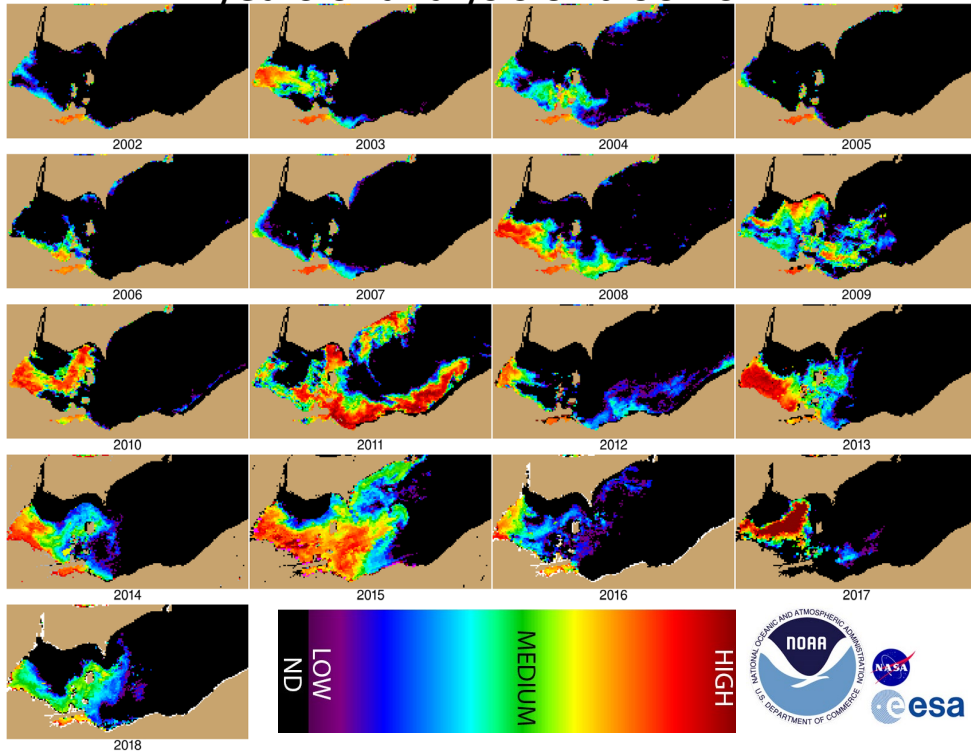 2002
2003
2004
2005
2006
2007
2008
2009
2010
2011
2012
2013
2014
2015
2016
2017
2018
ND
LOW
MEDIUM
HIGH
NATIONAL OCEANIC AND ATMOSPHERIC ADMINISTRATION
NOAA
U.S. DEPARTMENT OF COMMERCE
NASA
esa